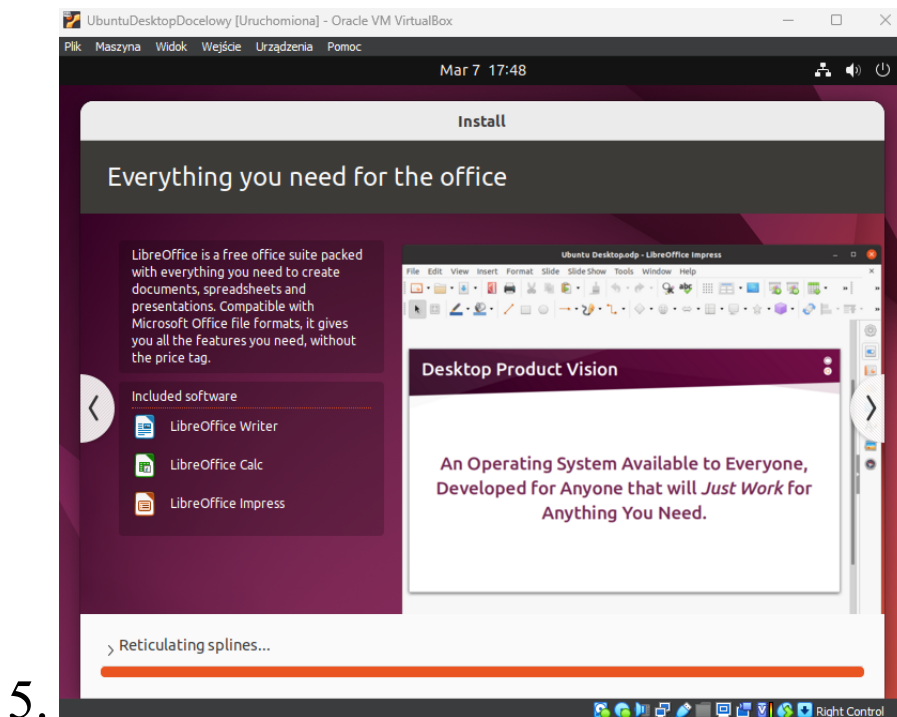 UbuntuDesktopDocelowy [Uruchomiona] - Oracle VM VirtualBox
Plik Maszyna Widok Wejście Urządzenia Pomoc
Mar 7 17:48
Install
Everything you need for the office
LibreOffice is a free office suite packed
with everything you need to create
documents, spreadsheets and
presentations. Compatible with
Microsoft Office file formats, it gives
you all the features you need, without
the price tag.
Included software
LibreOffice Writer
LibreOffice Calc
LibreOffice Impress
Ubuntu Desktop.odp - LibreOffice Impress
File Edit View Insert Format Slide Slide Show Tools Window Help
Desktop Product Vision
An Operating System Available to Everyone,
Developed for Anyone that will Just Work for
Anything You Need.
Reticulating splines...
5.
Right Control